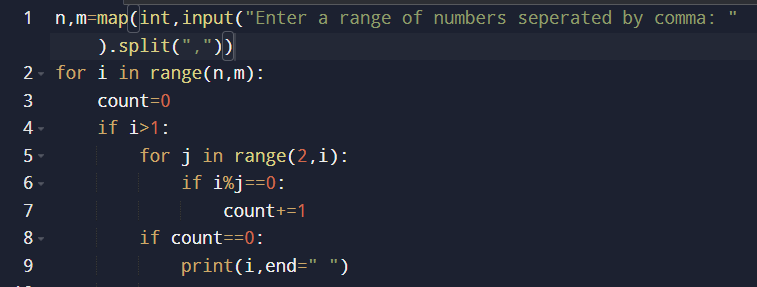 1 n,m=map(int,input("Enter a range of numbers seperated by comma: "
).split(","))
2 for i in range(n,m):
3 count=0
4 if i>1:
5 for j in range(2,i):
6 if i%j==0:
7 count+=1
8 if count==0:
9 print(i,end=" ")